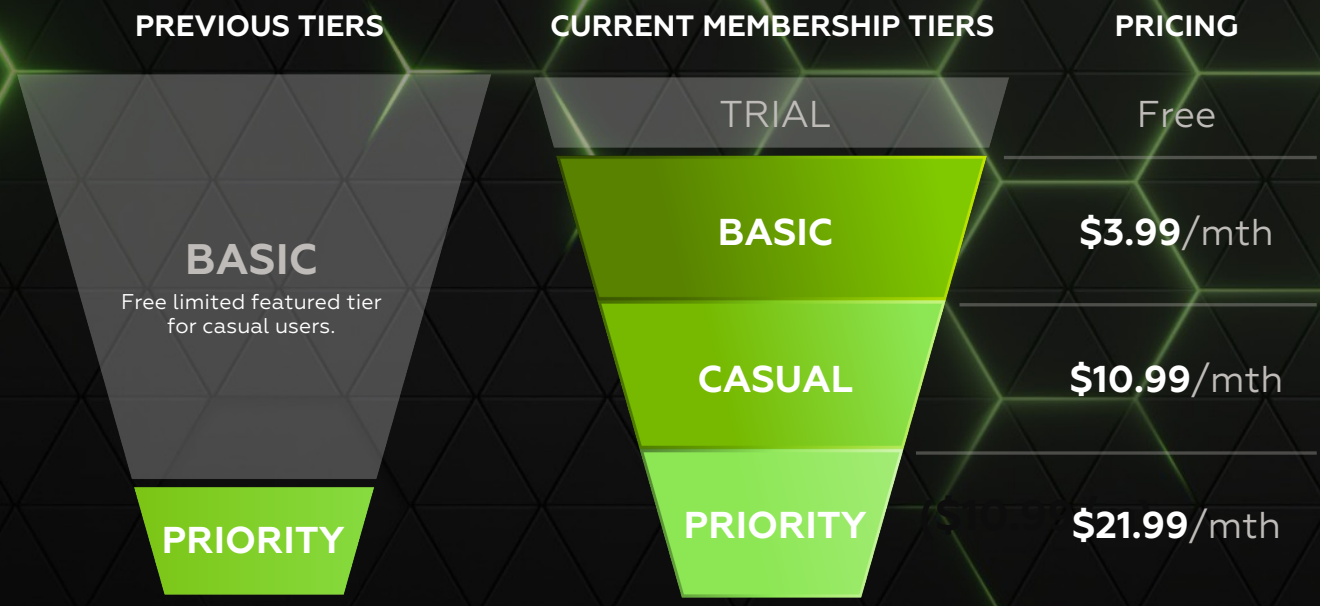 PREVIOUS TIERS
CURRENT MEMBERSHIP TIERS
PRICING
BASIC
Free limited featured tier
for casual users.
PRIORITY
TRIAL
Free
BASIC
$3.99/mth
CASUAL
$10.99/mth
PRIORITY
$21.99/mth